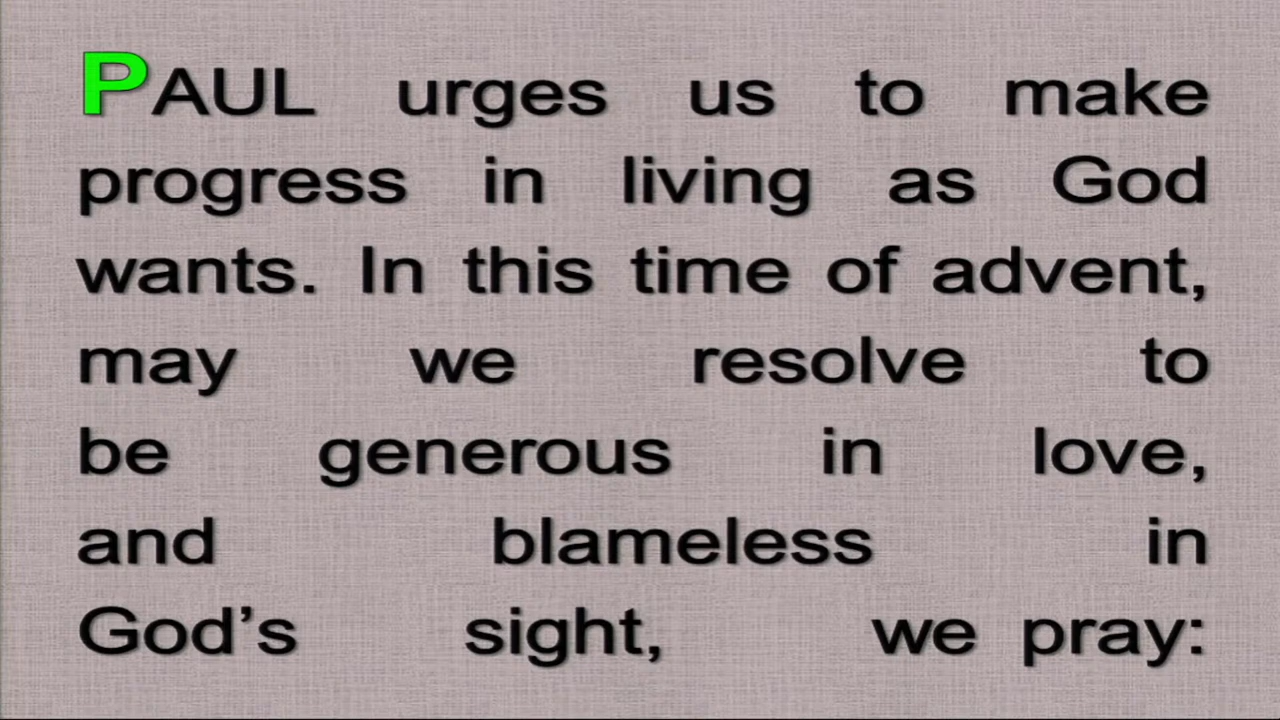 PAUL urges us to make
progress in living as God
wants. In this time of advent,
may we resolve to
be generous in love,
and blameless in
God’s sight, we pray: